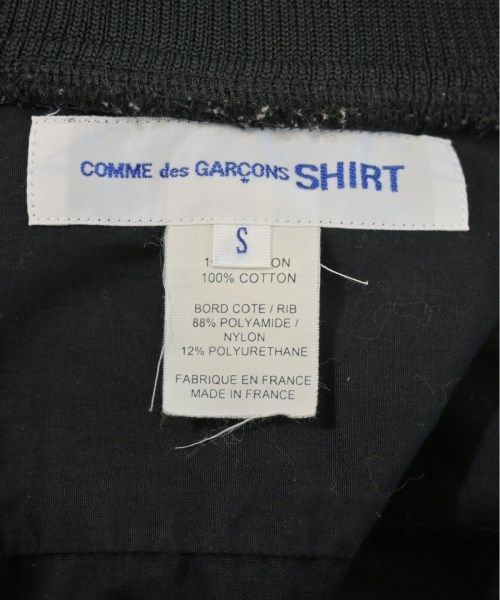 COMME des GARÇONS SHIRT
S
100% COTTON
BORD COTE / RIB
88% POLYAMIDE /
NYLON
12% POLYURETHANE
FABRIQUE EN FRANCE
MADE IN FRANCE